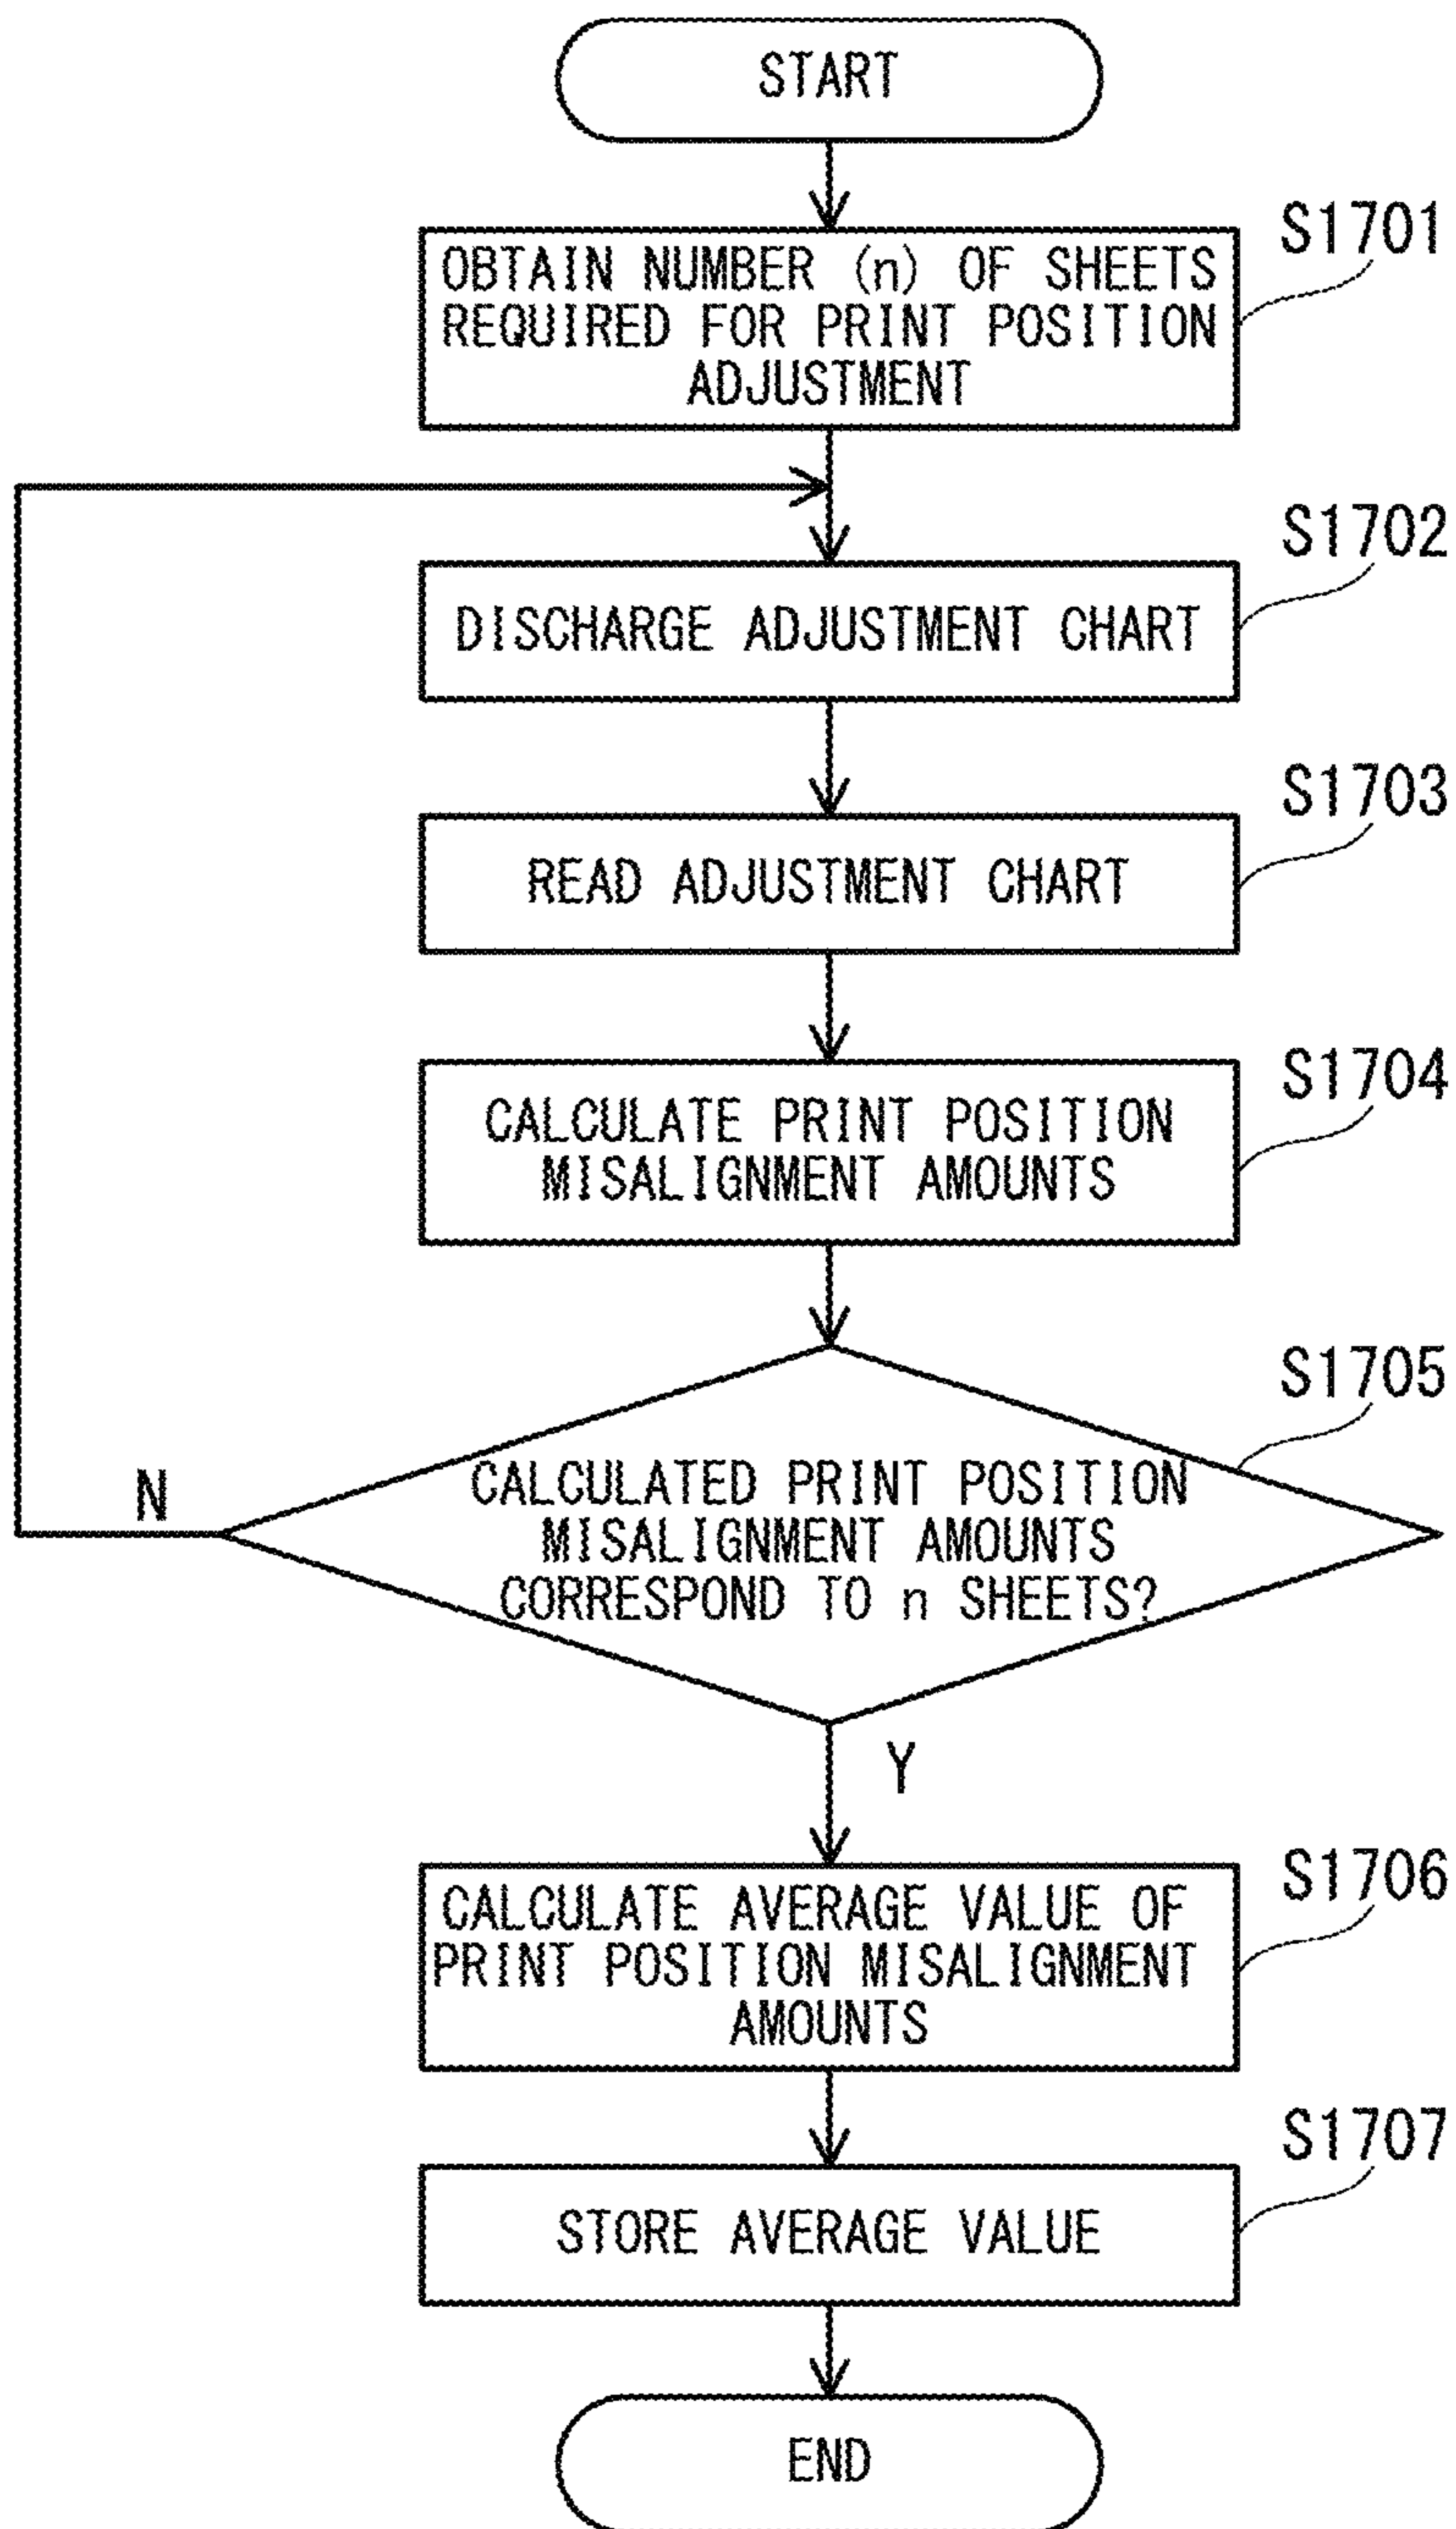 START
S1701
OBTAIN NUMBER (n) OF SHEETS
REQUIRED FOR PRINT POSITION
ADJUSTMENT
S1702
DISCHARGE ADJUSTMENT CHART
S1703
READ ADJUSTMENT CHART
S1704
CALCULATE PRINT POSITION
MISALIGNMENT AMOUNTS
S1705
CALCULATED PRINT POSITION
MISALIGNMENT AMOUNTS
CORRESPOND TO n SHEETS?
N
Y
S1706
CALCULATE AVERAGE VALUE OF
PRINT POSITION MISALIGNMENT
AMOUNTS
S1707
STORE AVERAGE VALUE
END